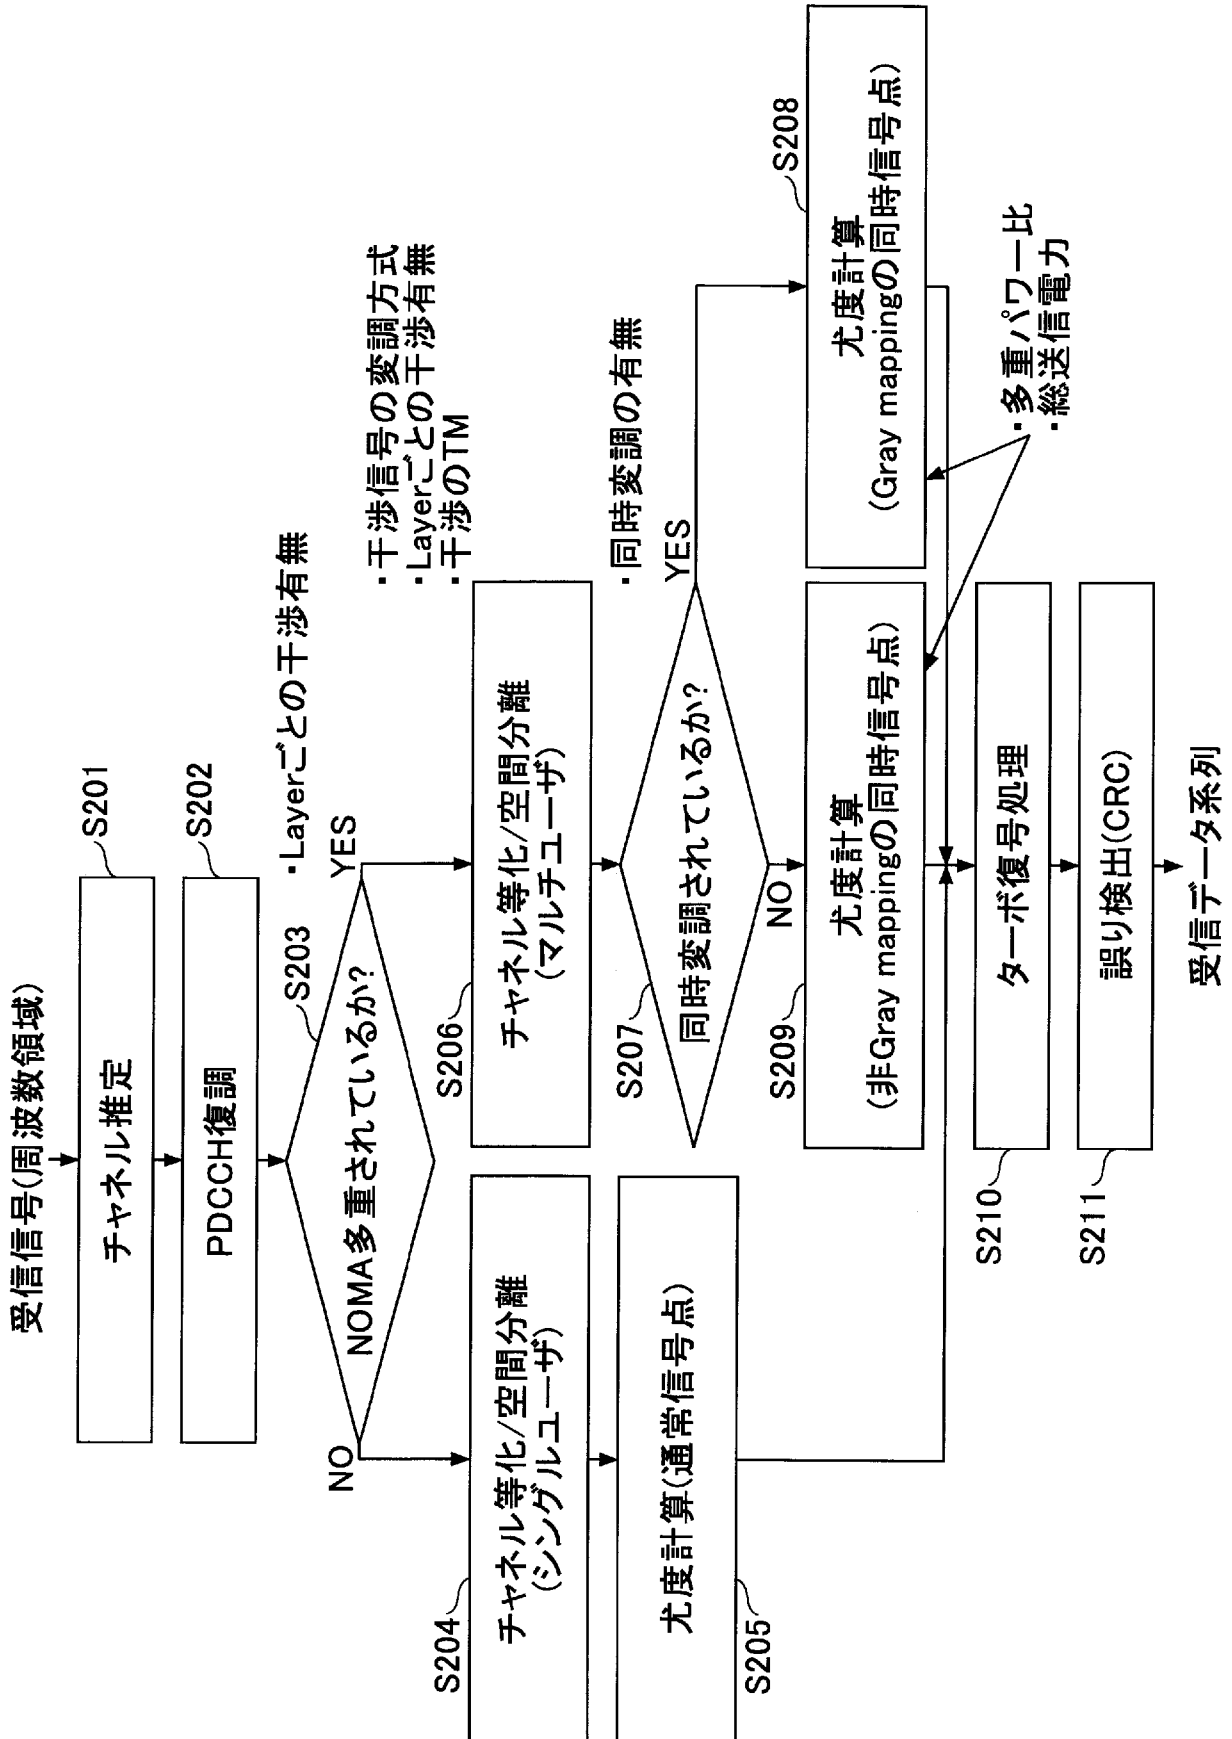 受信信号(周波数領域)
チャネル推定
S201
PDCCH復調
S202
・Layerごとの干渉有無
S203
NOMA多重されているか?
YES
NO
・干渉信号の変調方式
・Layerごとの干渉有無
・干渉のTM
S204
チャネル等化/空間分離
(シングルユーザ)
S206
チャネル等化/空間分離
(マルチユーザ)
尤度計算(通常信号点)
S205
・同時変調の有無
S207
同時変調されているか?
YES
NO
S209
尤度計算
(非Gray mappingの同時信号点)
S208
尤度計算
(Gray mappingの同時信号点)
・多重パワー比
・総送信電力
ターボ復号処理
S210
誤り検出(CRC)
S211
受信データ系列